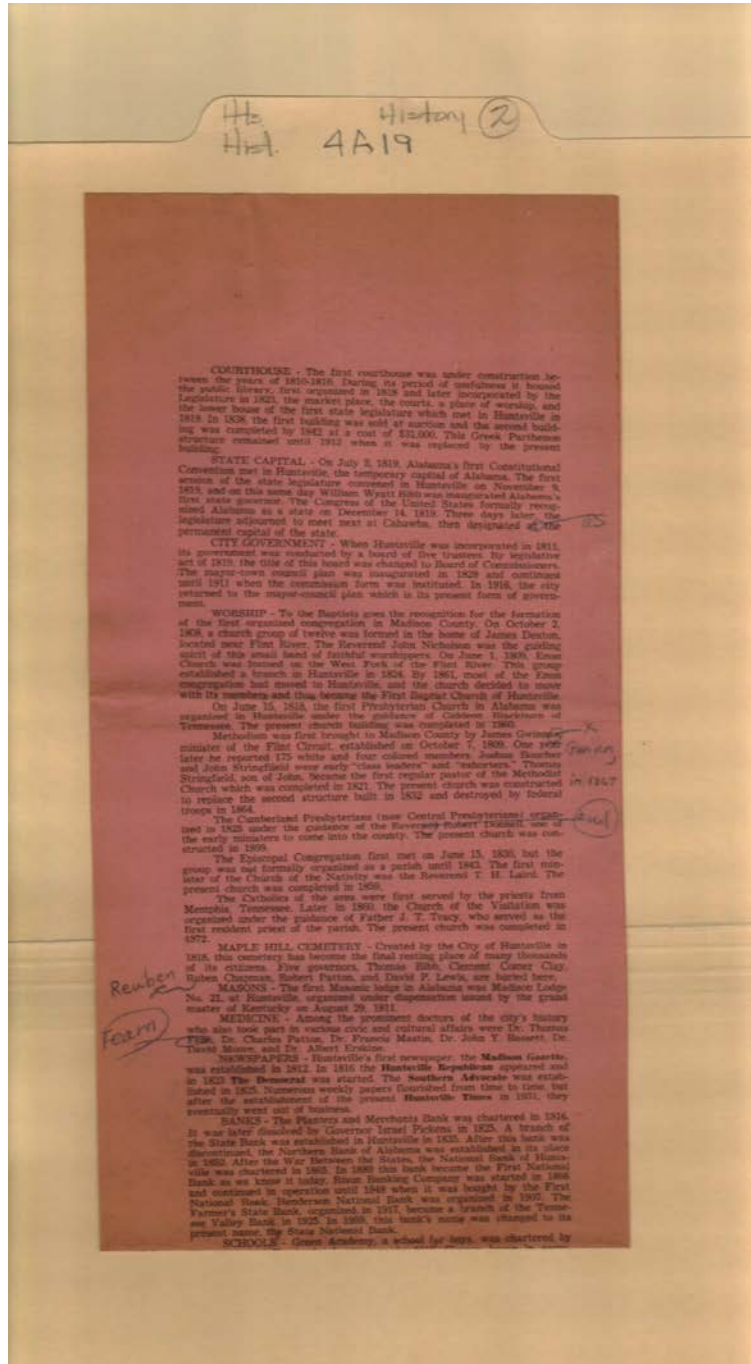 Hts. History 2
Hist. 4A19
COURTHOUSE - The first courthouse was under construction be-
tween the years of 1810-1818. During its period of usefulness it housed
the public library, first organized in 1818 and later incorporated by the
Legislature in 1823, the market place, the courts, a place of worship, and
the lower house of the first state legislature which met in Huntsville in
1819. In 1838, the first building was sold at auction and the second build-
ing was completed by 1842 at a cost of $31,000. This Greek Parthenon
structure remained until 1912 when it was replaced by the present
building.
STATE CAPITAL - On July 5, 1819, Alabama's first Constitutional
Convention met in Huntsville, the temporary capital of Alabama. The first
session of the state legislature convened in Huntsville on November 9,
1819, and on this same day William Wyatt Bibb was inaugurated Alabama's
first state governor. The Congress of the United States formally recog-
nized Alabama as a state on December 14, 1819. Three days later, the
legislature adjourned to meet next at Cahawba, then designated as the
permanent capital of the state.
CITY GOVERNMENT - When Huntsville was incorporated in 1811,
its government was conducted by a board of five trustees. By legislative
act of 1819, the title of this board was changed to Board of Commissioners.
The mayor-town council plan was inaugurated in 1828 and continued
until 1911 when the commission form was instituted. In 1916, the city
returned to the mayor-council plan which is its present form of govern-
ment.
WORSHIP - To the Baptists goes the recognition for the formation
of the first organized congregation in Madison County. On October 2,
1808, a church group of twelve was formed in the home of James Deaton,
located near Flint River. The Reverend John Nicholson was the guiding
spirit of this small band of faithful worshippers. On June 1, 1809, Enon
Church was formed on the West Fork of the Flint River. This group
established a branch in Huntsville in 1824. By 1861, most of the Enon
congregation had moved to Huntsville, and the church decided to move
with its members and thus became the First Baptist Church of Huntsville.
On June 15, 1818, the first Presbyterian Church in Alabama was
organized in Huntsville under the guidance of Gideon Blackburn of
Tennessee. The present church building was completed in 1860.
Methodism was first brought to Madison County by James Gwinn,
minister of the Flint Circuit, established on October 7, 1809. One year
later he reported 175 white and four colored members. Joshua Boucher
and John Stringfield were early "class leaders" and "exhorters." Thomas
Stringfield, son of John, became the first regular pastor of the Methodist
Church which was completed in 1821. The present church was constructed in 1867
to replace the second structure built in 1832 and destroyed by federal
troops in 1864.
The Cumberland Presbyterians (now Central Presbyterians) organ-
ized in 1825 under the guidance of the Reverend Robert Donnell, one of
the early ministers to come into the county. The present church was con-
structed in 1899.
The Episcopal Congregation first met on June 15, 1830, but the
group was not formally organized as a parish until 1842. The first min-
ister of the Church of the Nativity was the Reverend T. H. Laird. The
present church was completed in 1859.
The Catholics of the area were first served by the priests from
Memphis, Tennessee. Later in 1860, the Church of the Visitation was
organized under the guidance of Father J. T. Tracy, who served as the
first resident priest of the parish. The present church was completed in
1872.
MAPLE HILL CEMETERY - Created by the City of Huntsville in
1818, this cemetery has become the final resting place of many thousands
of its citizens. Five governors, Thomas Bibb, Clement Comer Clay,
Reuben
Ruben Chapman, Robert Patton, and David P. Lewis, are buried here.
MASONS - The first Masonic lodge in Alabama was Madison Lodge
No. 21, at Huntsville, organized under dispensation issued by the grand
master of Kentucky on August 29, 1811.
MEDICINE - Among the prominent doctors of the city's history
who also took part in various civic and cultural affairs were Dr. Thomas
Fearn
Dr. Charles Patton, Dr. Francis Mastin, Dr. John Y. Bassett, Dr.
David Moore, and Dr. Albert Erskine.
NEWSPAPERS - Huntsville's first newspaper, the Madison Gazette,
was established in 1812. In 1816 the Huntsville Republican appeared and
in 1823 The Democrat was started. The Southern Advocate was estab-
lished in 1825. Numerous weekly papers flourished from time to time, but
after the establishment of the present Huntsville Times in 1931, they
eventually went out of business.
BANKS - The Planters and Merchants Bank was chartered in 1816.
It was later dissolved by Governor Israel Pickens in 1825. A branch of
the State Bank was established in Huntsville in 1835. After this bank was
discontinued, the Northern Bank of Alabama was established in its place
in 1852. After the War Between the States, the National Bank of Hunts-
ville was chartered in 1865. In 1889 this bank became the First National
Bank as we know it today. Rison Banking Company was started in 1866
and continued in operation until 1948 when it was bought by the First
National Bank. Henderson National Bank was organized in 1907. The
Farmer's State Bank, organized in 1917, became a branch of the Tennes-
see Valley Bank in 1925. In 1939, this bank's name was changed to its
present name, the State National Bank.
SCHOOLS - Green Academy, a school for boys, was chartered by